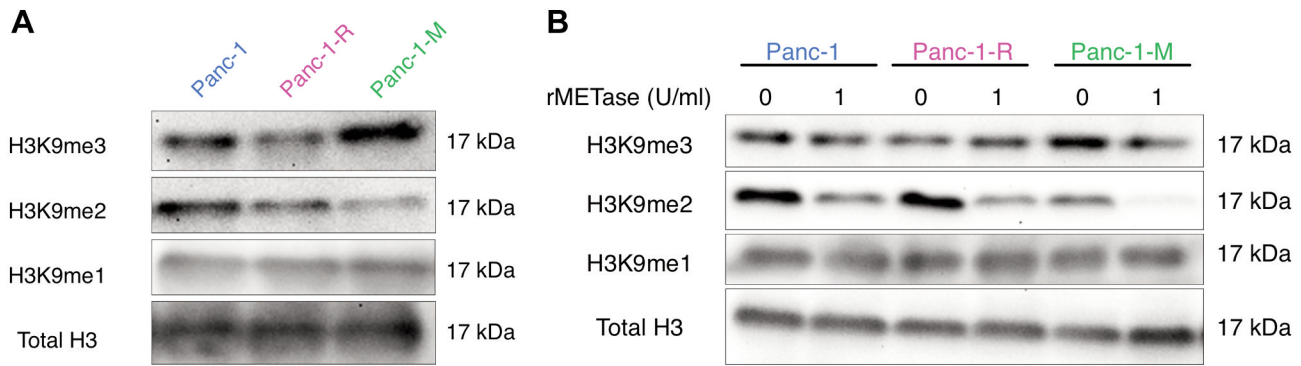 A
Panc-1 Panc-1-R Panc-1-M
H3K9me3 17 kDa
H3K9me2 17 kDa
H3K9me1 17 kDa
Total H3 17 kDa
B
Panc-1 Panc-1-R Panc-1-M
rMETase (U/ml) 0 1 0 1 0 1
H3K9me3 17 kDa
H3K9me2 17 kDa
H3K9me1 17 kDa
Total H3 17 kDa